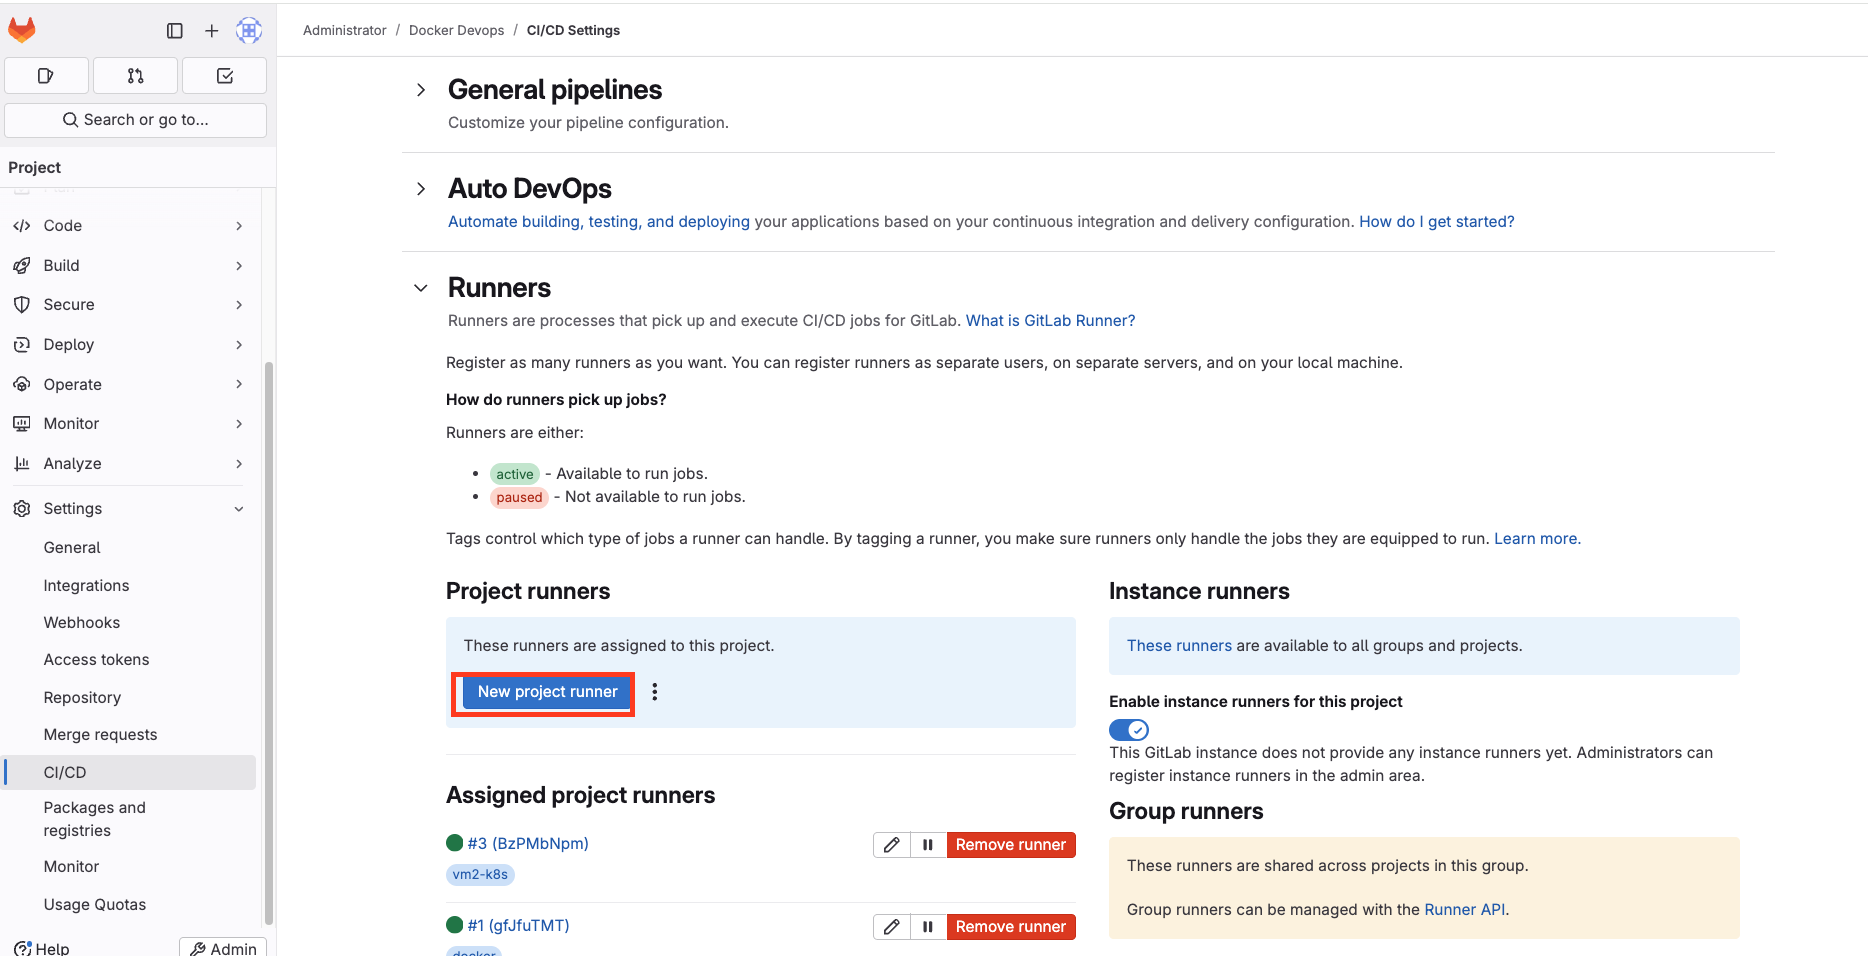 Administrator / Docker Devops / CI/CD Settings
Search or go to...
Project
Plan
Code
Build
Secure
Deploy
Operate
Monitor
Analyze
Settings
General
Integrations
Webhooks
Access tokens
Repository
Merge requests
CI/CD
Packages and
registries
Monitor
Usage Quotas
Help
Admin
General pipelines
Customize your pipeline configuration.
Auto DevOps
Automate building, testing, and deploying your applications based on your continuous integration and delivery configuration. How do I get started?
Runners
Runners are processes that pick up and execute CI/CD jobs for GitLab. What is GitLab Runner?
Register as many runners as you want. You can register runners as separate users, on separate servers, and on your local machine.
How do runners pick up jobs?
Runners are either:
• active - Available to run jobs.
• paused - Not available to run jobs.
Tags control which type of jobs a runner can handle. By tagging a runner, you make sure runners only handle the jobs they are equipped to run. Learn more.
Project runners
These runners are assigned to this project.
New project runner
Assigned project runners
#3 (BzPMbNpm)
Remove runner
vm2-k8s
#1 (gfJfuTMT)
Remove runner
docker
Instance runners
These runners are available to all groups and projects.
Enable instance runners for this project
This GitLab instance does not provide any instance runners yet. Administrators can
register instance runners in the admin area.
Group runners
These runners are shared across projects in this group.
Group runners can be managed with the Runner API.